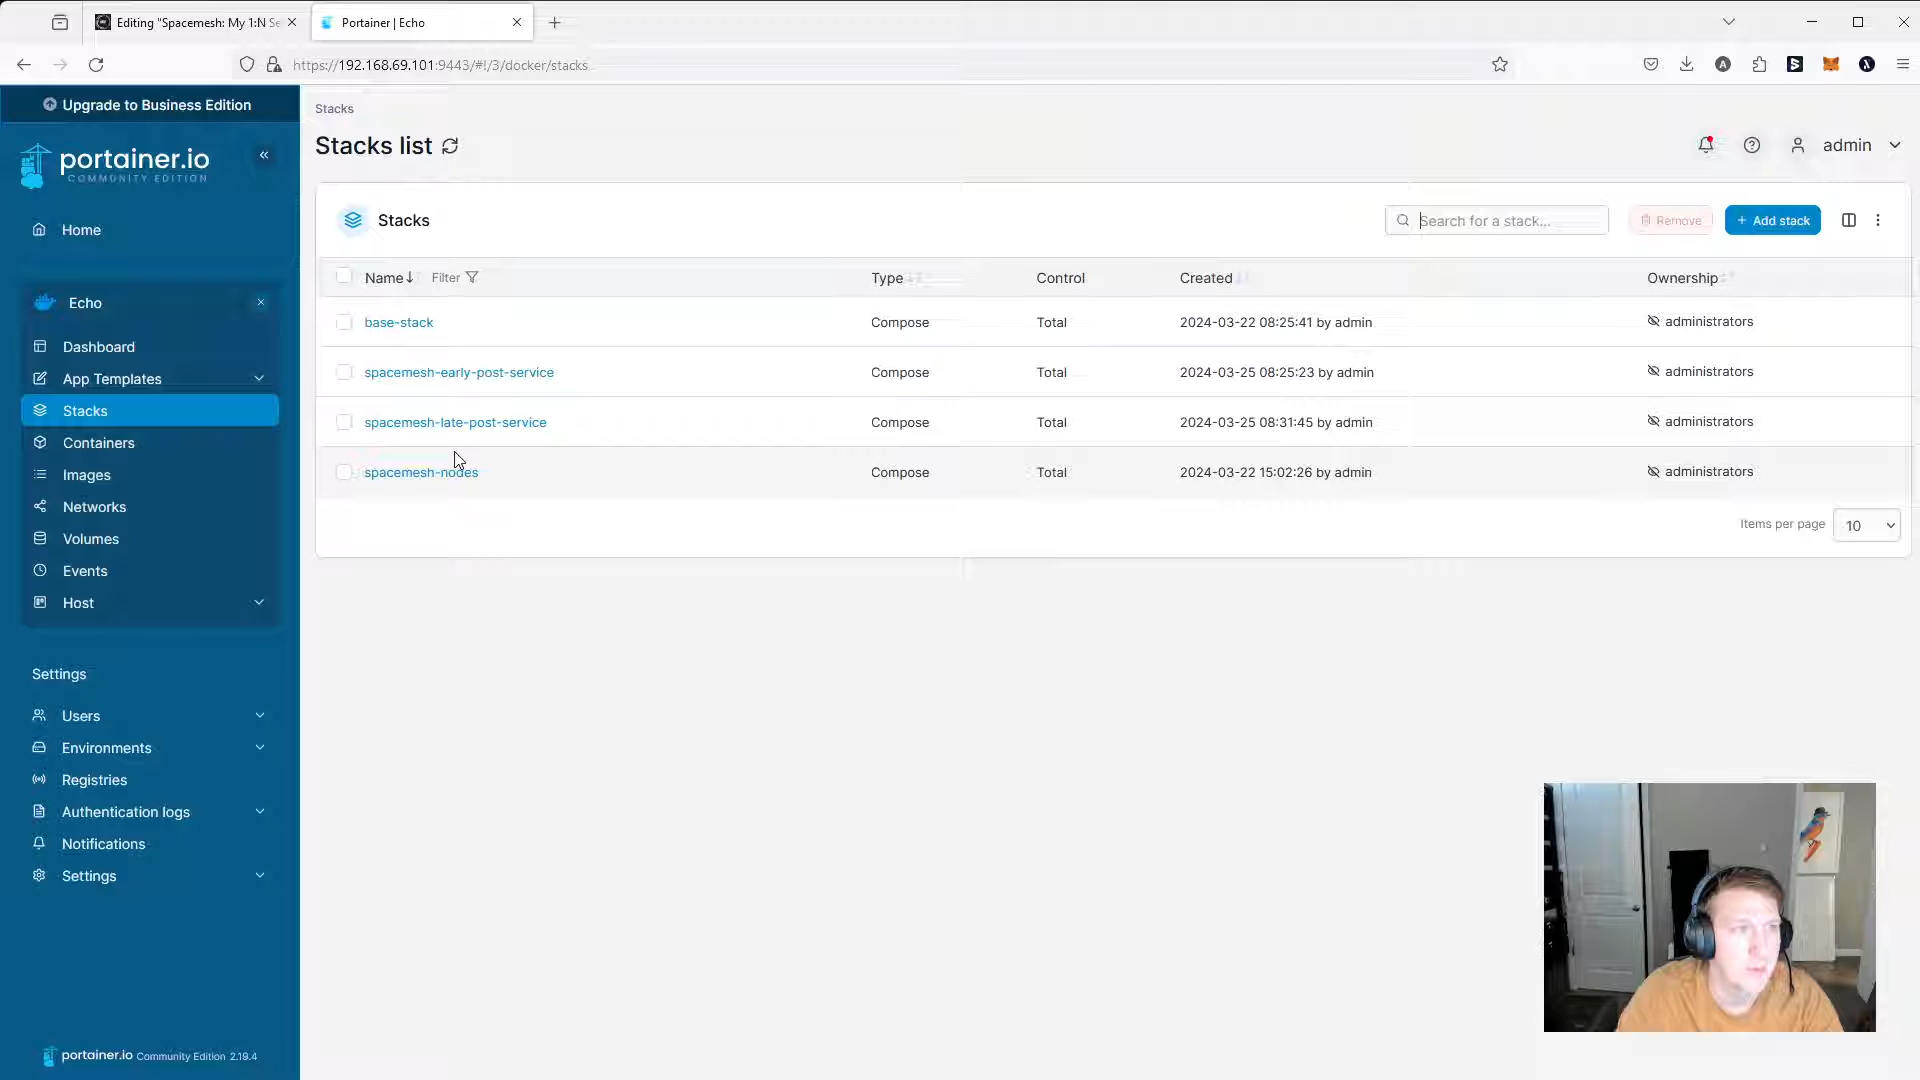 Editing "Spacemesh: My 1:N Se
Portainer | Echo
https://192.168.69.101:9443/#!/3/docker/stacks
Upgrade to Business Edition
portainer.io
COMMUNITY EDITION
Home
Echo
Dashboard
App Templates
Stacks
Containers
Images
Networks
Volumes
Events
Host
Settings
Users
Environments
Registries
Authentication logs
Notifications
Settings
portainer.io Community Edition 2.19.4
Stacks
Stacks list
admin
Stacks
Search for a stack...
Remove
+ Add stack
Name Filter Type Control Created Ownership
base-stack Compose Total 2024-03-22 08:25:41 by admin administrators
spacemesh-early-post-service Compose Total 2024-03-25 08:25:23 by admin administrators
spacemesh-late-post-service Compose Total 2024-03-25 08:31:45 by admin administrators
spacemesh-nodes Compose Total 2024-03-22 15:02:26 by admin administrators
Items per page 10